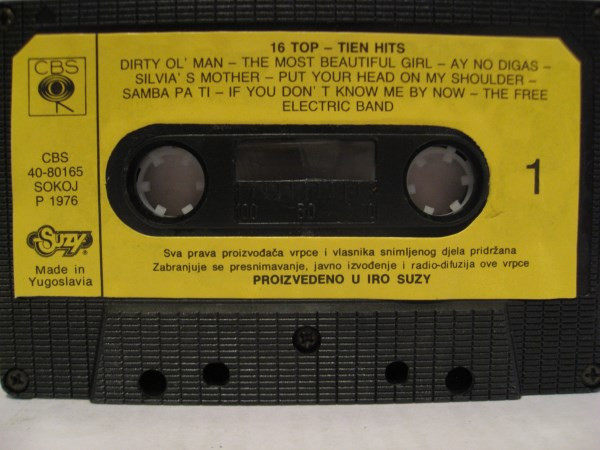 16 TOP – TIEN HITS
DIRTY OL' MAN – THE MOST BEAUTIFUL GIRL – AY NO DIGAS –
SILVIA' S MOTHER – PUT YOUR HEAD ON MY SHOULDER –
SAMBA PA TI – IF YOU DON' T KNOW ME BY NOW – THE FREE
ELECTRIC BAND
CBS
CBS
40-80165
SOKOJ
P 1976
SUZY
Made in
Yugoslavia
1
Sva prava proizvođača vrpce i vlasnika snimljenog djela pridržana
Zabranjuje se presnimavanje, javno izvođenje i radio-difuzija ove vrpce
PROIZVEDENO U IRO SUZY